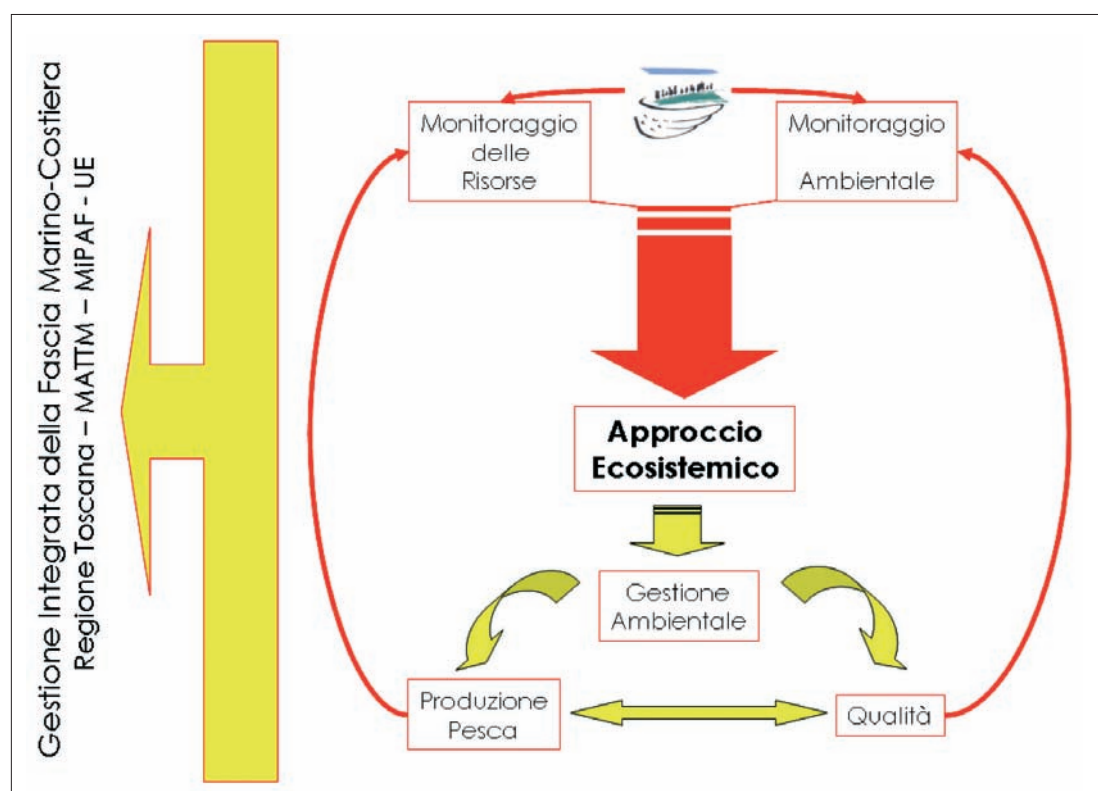 Gestione Integrata della Fascia Marino-Costiera
Regione Toscana – MATTM – MiPAF - UE
Monitoraggio
delle
Risorse
Monitoraggio
Ambientale
Approccio
Ecosistemico
Gestione
Ambientale
Produzione
Pesca
Qualità